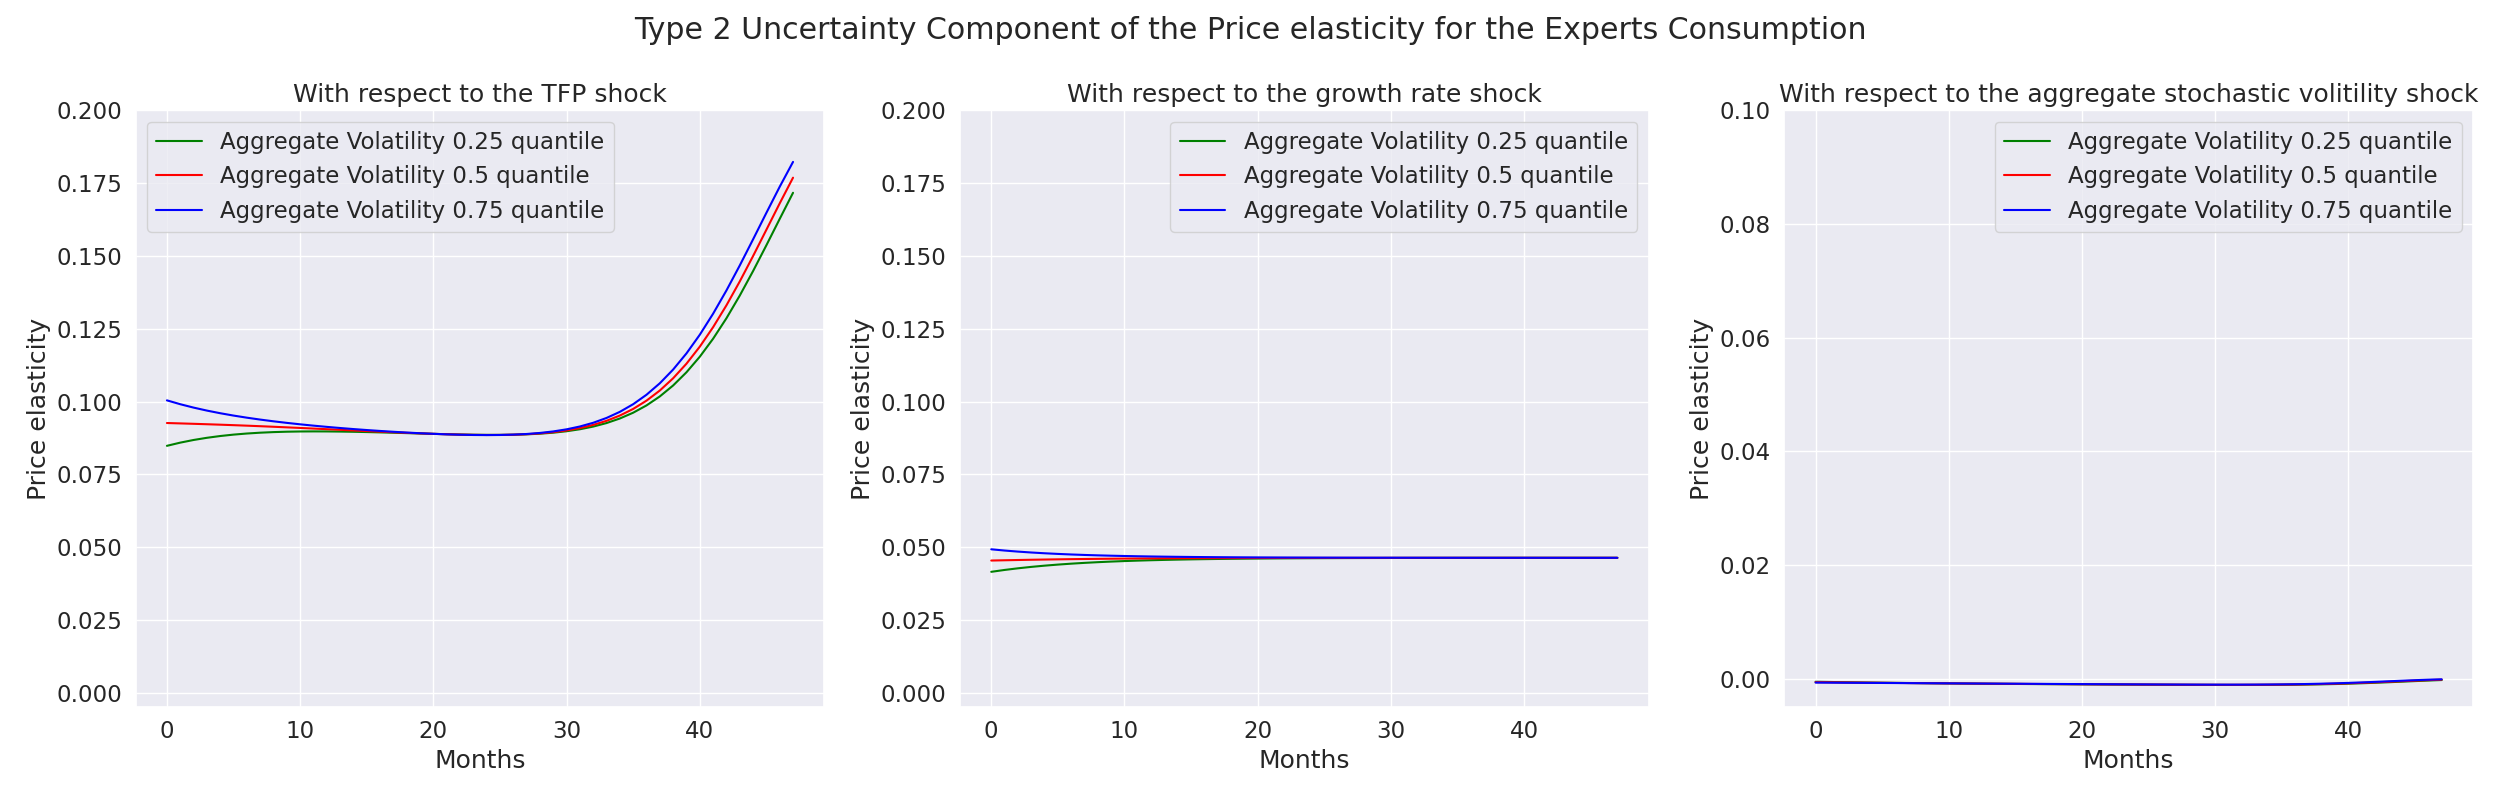 Type 2 Uncertainty Component of the Price elasticity for the Experts Consumption
With respect to the TFP shock
0.200
0.175
0.150
0.125
0.100
0.075
0.050
0.025
0.000
Price elasticity
Aggregate Volatility 0.25 quantile
Aggregate Volatility 0.5 quantile
Aggregate Volatility 0.75 quantile
0 10 20 30 40
Months
With respect to the growth rate shock
0.200
0.175
0.150
0.125
0.100
0.075
0.050
0.025
0.000
Price elasticity
Aggregate Volatility 0.25 quantile
Aggregate Volatility 0.5 quantile
Aggregate Volatility 0.75 quantile
0 10 20 30 40
Months
With respect to the aggregate stochastic volitility shock
0.10
0.08
0.06
0.04
0.02
0.00
Price elasticity
Aggregate Volatility 0.25 quantile
Aggregate Volatility 0.5 quantile
Aggregate Volatility 0.75 quantile
0 10 20 30 40
Months